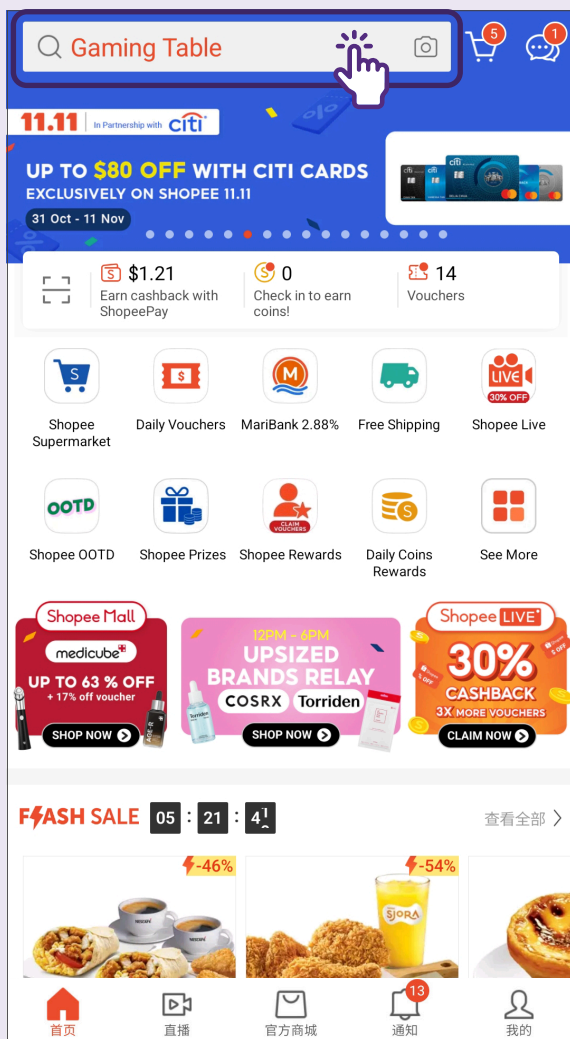 Gaming Table
5
1
11.11 In Partnership with citi
UP TO $80 OFF WITH CITI CARDS
EXCLUSIVELY ON SHOPEE 11.11
31 Oct - 11 Nov
$1.21
Earn cashback with
ShopeePay
0
Check in to earn
coins!
14
Vouchers
Shopee
Supermarket
Daily Vouchers
MariBank 2.88%
Free Shipping
LIVE
30% OFF
Shopee Live
OOTD
Shopee OOTD
Shopee Prizes
CLAIM
VOUCHERS
Shopee Rewards
Daily Coins
Rewards
See More
Shopee Mall
medicube
UP TO 63 % OFF
+ 17% off voucher
SHOP NOW
AGE-R
12PM – 6PM
UPSIZED
BRANDS RELAY
COSRX Torriden
SHOP NOW
Torriden
Shopee LIVE
30%
CASHBACK
3X MORE VOUCHERS
CLAIM NOW
FLASH SALE 05 : 21 :
查看全部
-46%
-54%
NESCAFÉ
SJORA
首页
直播
官方商城
13
通知
我的